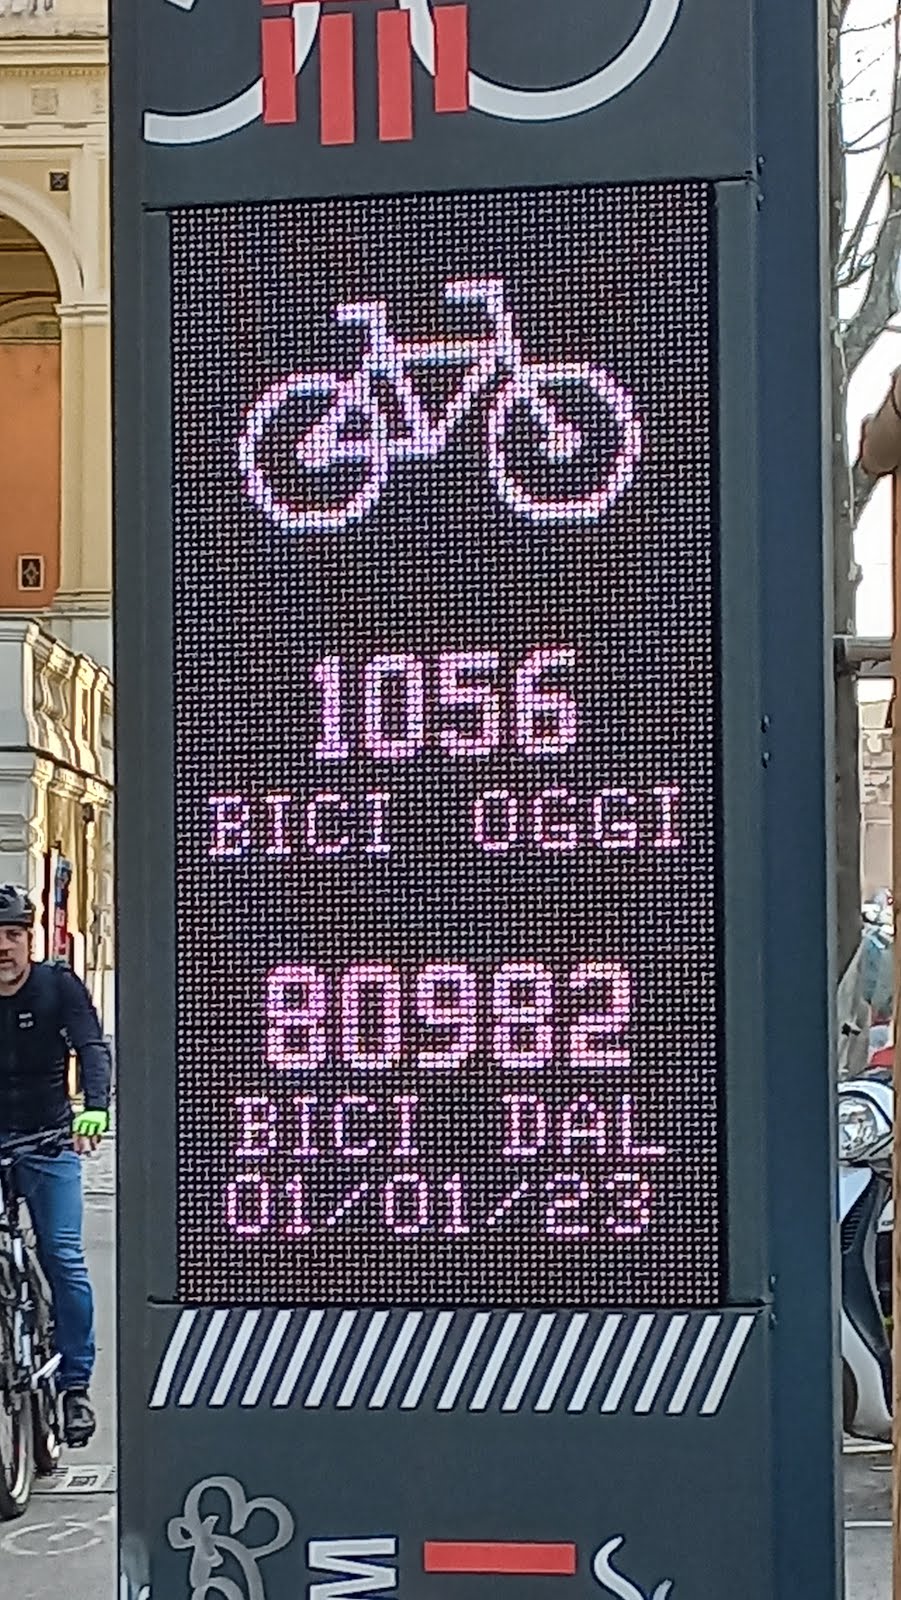 1056
BICI OGGI
80982
BICI DAL
01/01/23